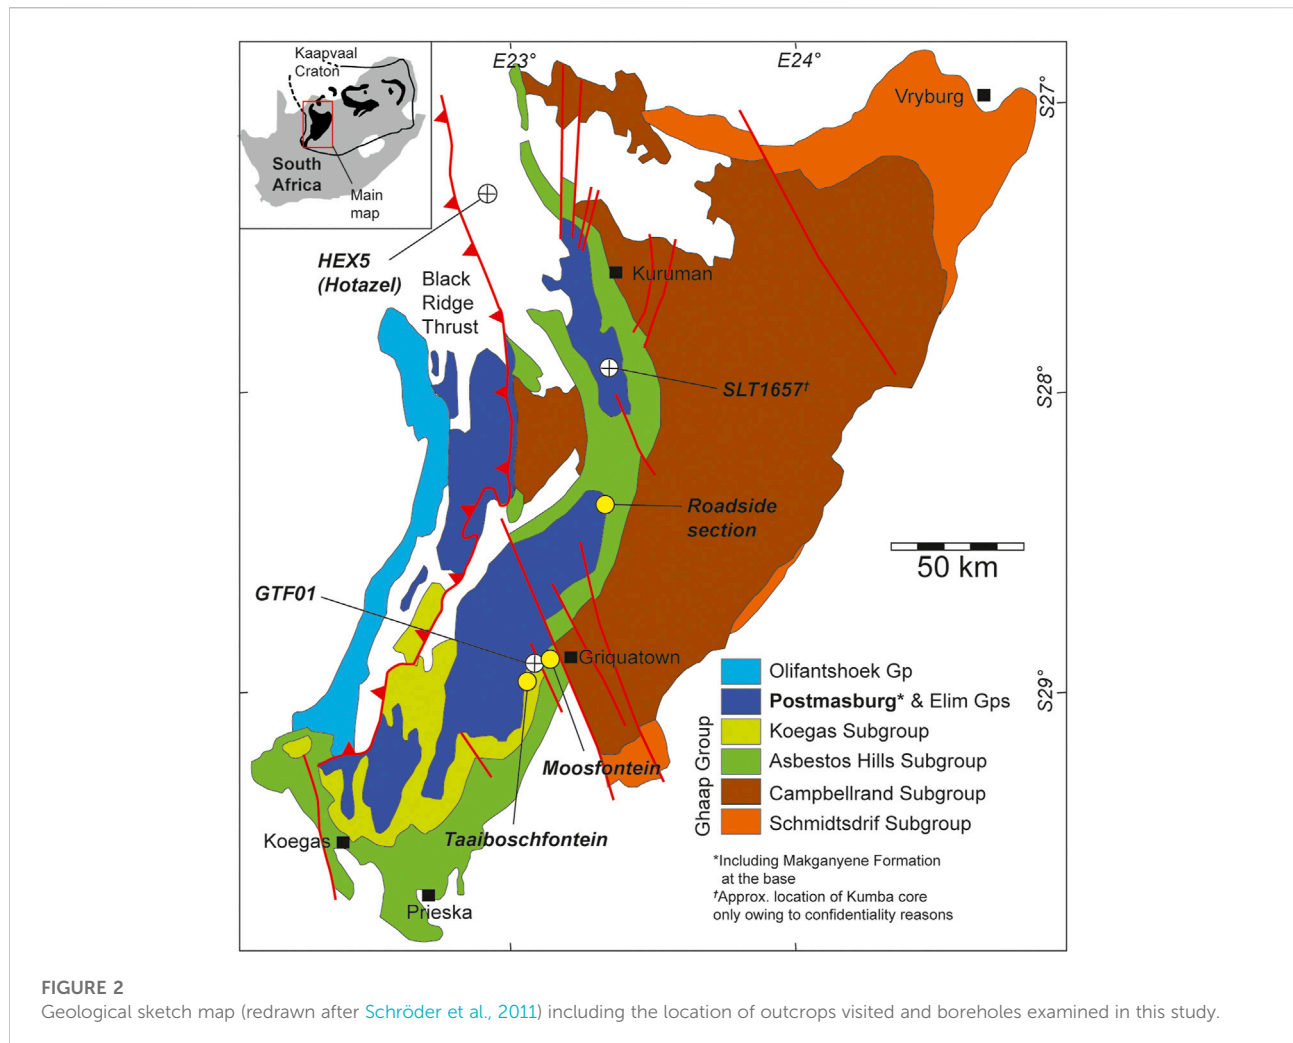 Kaapvaal
Craton
South
Africa
Main
map
E23°
E24°
S27°
S28°
S29°
Vryburg
HEX5
(Hotazel)
Black
Ridge
Thrust
Kuruman
SLT1657†
Roadside
section
50 km
GTF01
Griquatown
Moosfontein
Taaiboschfontein
Koegas
Prieska
Olifantshoek Gp
Postmasburg* & Elim Gps
Koegas Subgroup
Asbestos Hills Subgroup
Campbellrand Subgroup
Schmidtsdrif Subgroup
Ghaap Group
*Including Makganyene Formation
at the base
†Approx. location of Kumba core
only owing to confidentiality reasons
FIGURE 2
Geological sketch map (redrawn after Schröder et al., 2011) including the location of outcrops visited and boreholes examined in this study.